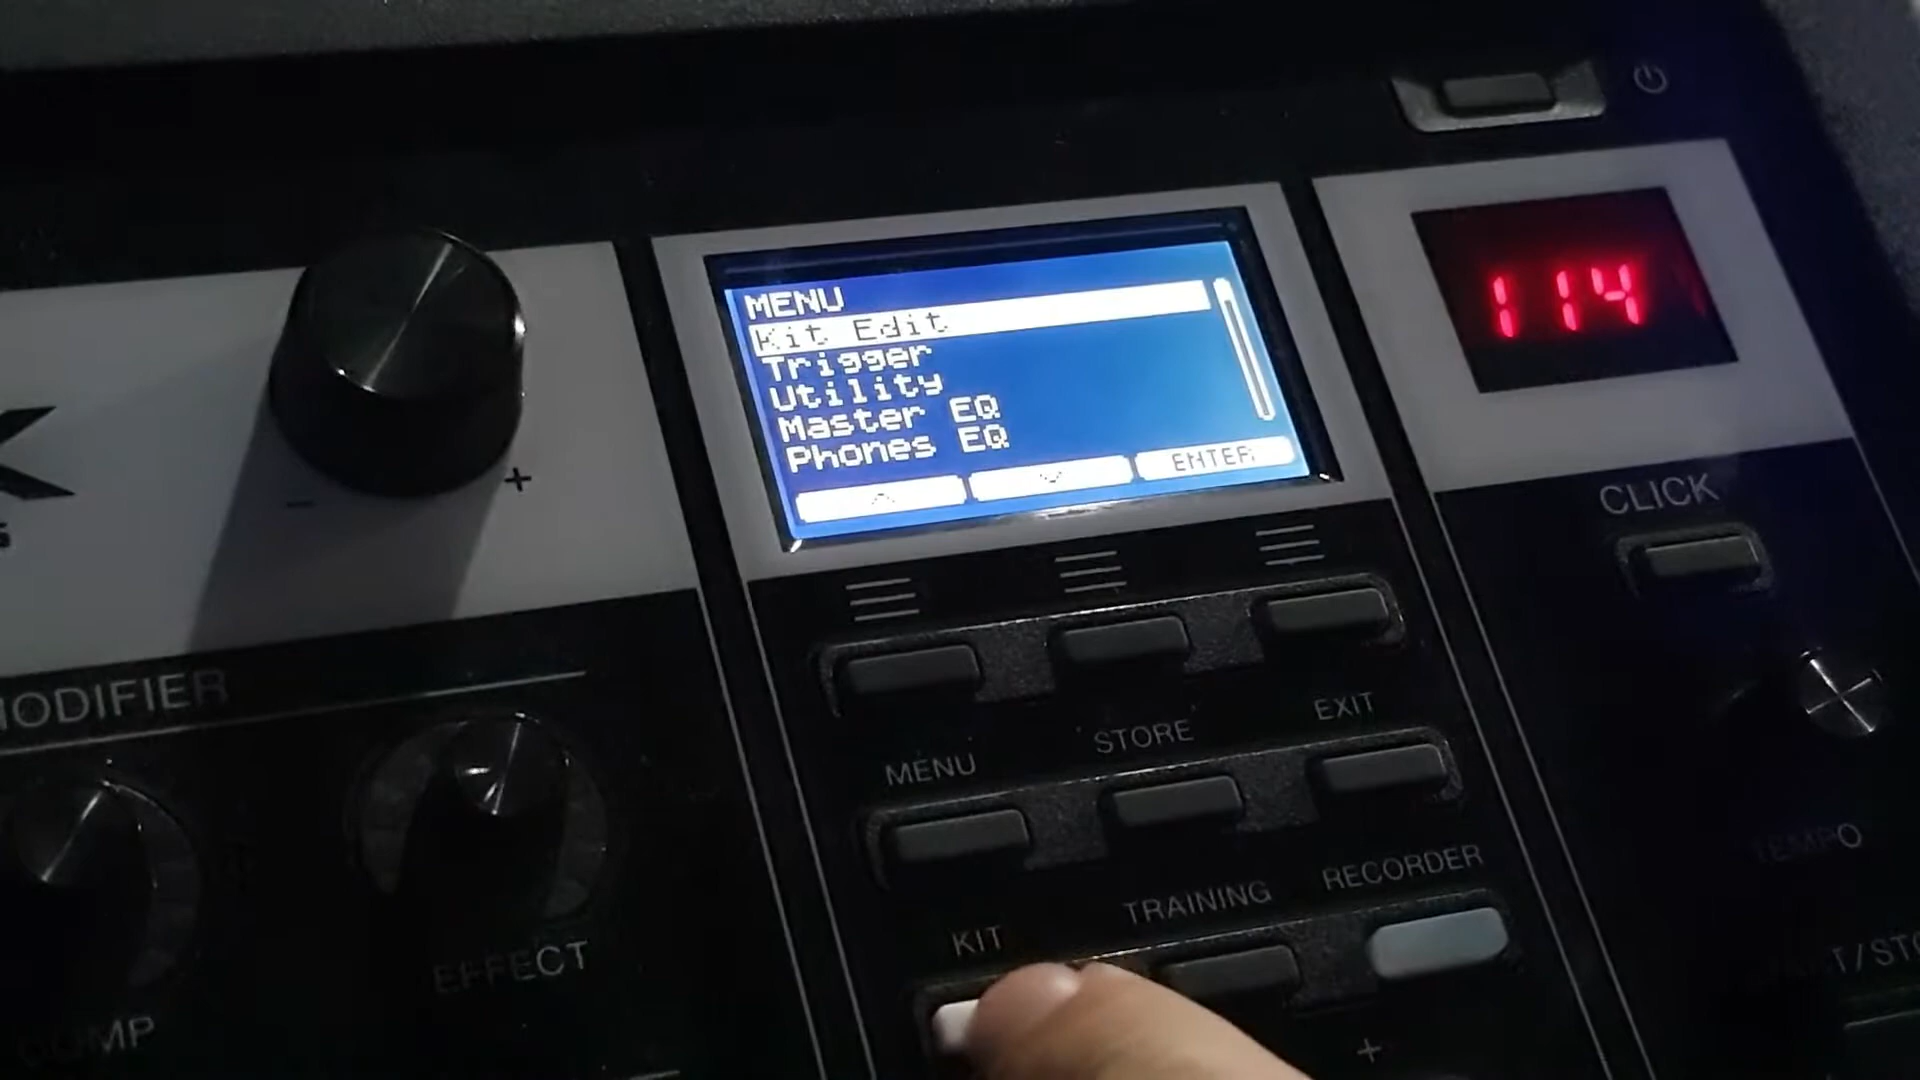 MENU
Kit Edit
Trigger
Utility
Master EQ
Phones EQ
ENTER
114
- +
CLICK
MODIFIER
MENU STORE EXIT
KIT TRAINING RECORDER
TEMPO
EFFECT
COMP
+